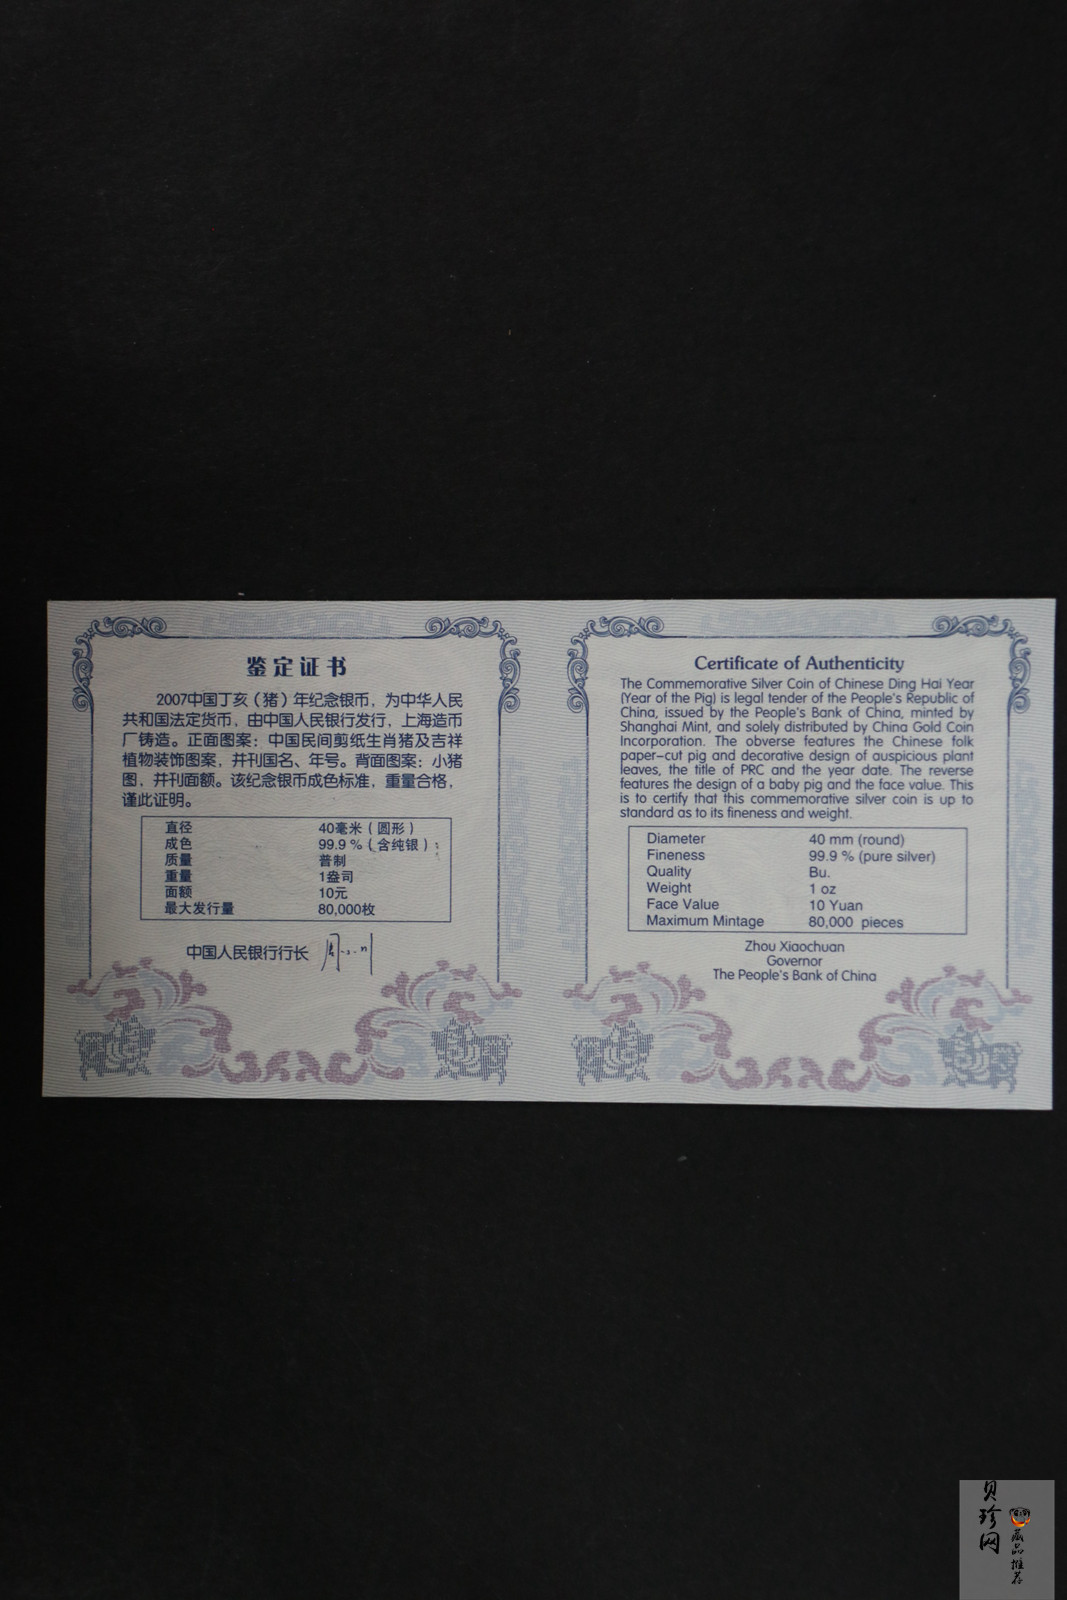 鉴定证书
2007中国丁亥（猪）年纪念银币，为中华人民
共和国法定货币，由中国人民银行发行，上海造币
厂铸造。正面图案：中国民间剪纸生肖猪及吉祥
植物装饰图案，并刊国名、年号。背面图案：小猪
图，并刊面额。该纪念银币成色标准，重量合格，
谨此证明。
直径 40毫米（圆形）
成色 99.9%（含纯银）
质量 普制
重量 1盎司
面额 10元
最大发行量 80,000枚
中国人民银行行长
Certificate of Authenticity
The Commemorative Silver Coin of Chinese Ding Hai Year
(Year of the Pig) is legal tender of the People's Republic of
China, issued by the People's Bank of China, minted by
Shanghai Mint, and solely distributed by China Gold Coin
Incorporation. The obverse features the Chinese folk
paper-cut pig and decorative design of auspicious plant
leaves, the title of PRC and the year date. The reverse
features the design of a baby pig and the face value. This
is to certify that this commemorative silver coin is up to
standard as to its fineness and weight.
Diameter 40 mm (round)
Fineness 99.9 % (pure silver)
Quality Bu.
Weight 1 oz
Face Value 10 Yuan
Maximum Mintage 80,000 pieces
Zhou Xiaochuan
Governor
The People's Bank of China
贝珍网
藏品推荐